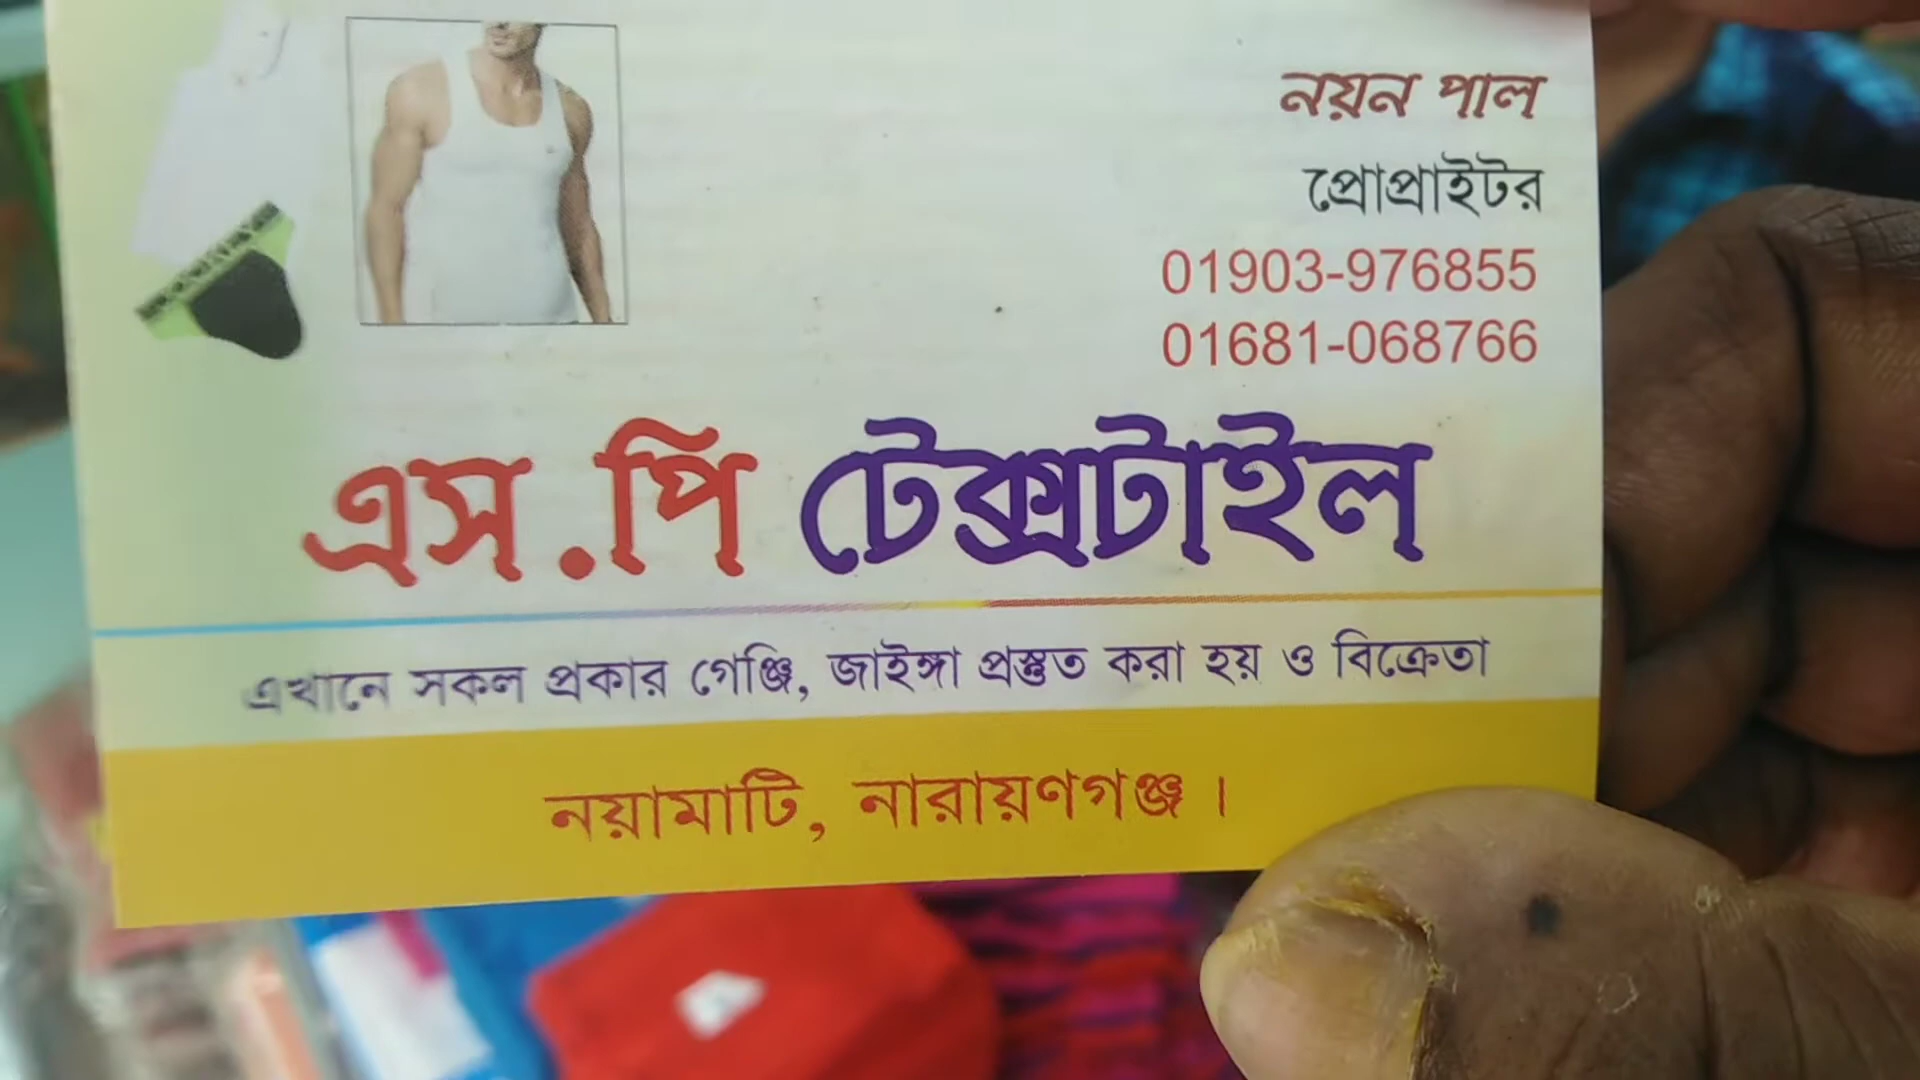 নয়ন পাল
প্রোপ্রাইটর
01903-976855
01681-068766
এস.পি টেক্সটাইল
এখানে সকল প্রকার গেঞ্জি, জাইঙ্গা প্রস্তুত করা হয় ও বিক্রেতা
নয়ামাটি, নারায়ণগঞ্জ।